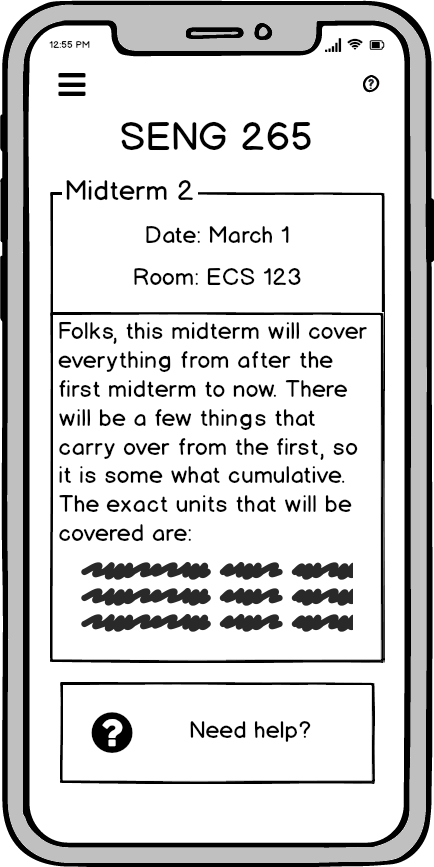 12:55 PM
SENG 265
Midterm 2
Date: March 1
Room: ECS 123
Folks, this midterm will cover
everything from after the
first midterm to now. There
will be a few things that
carry over from the first, so
it is some what cumulative.
The exact units that will be
covered are:
Need help?